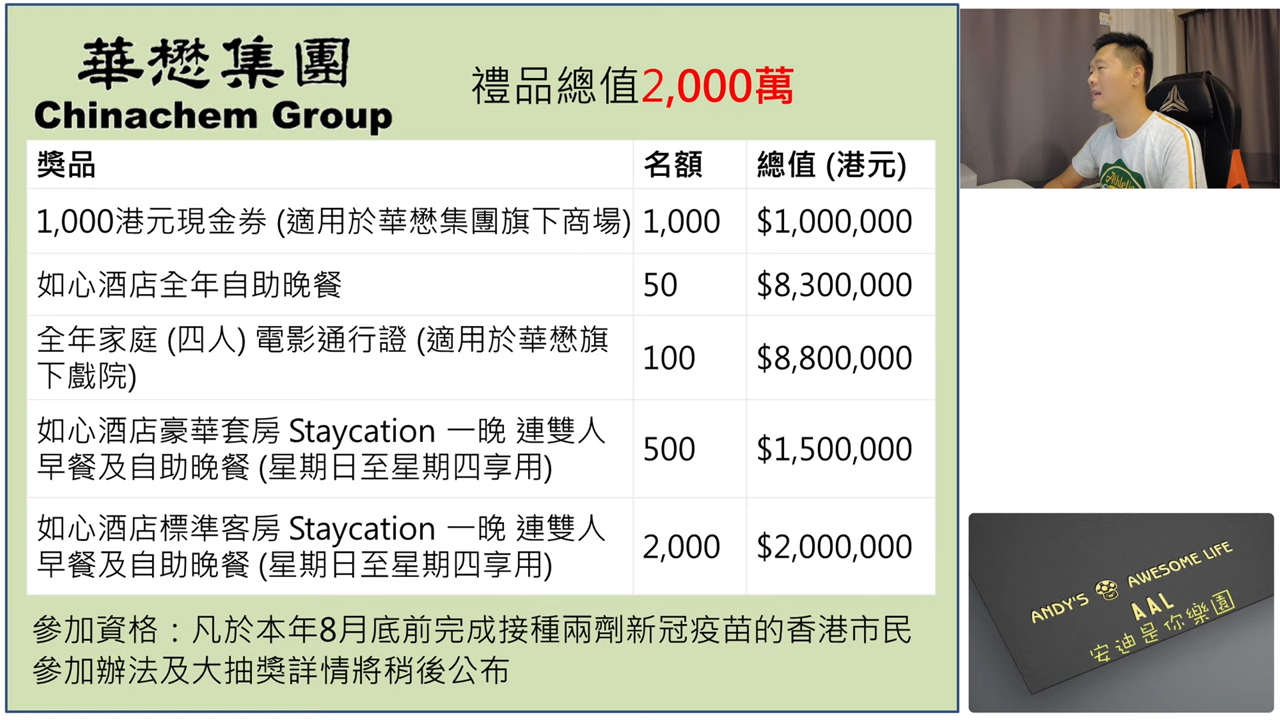 華懋集團
Chinachem Group
禮品總值2,000萬
獎品 名額 總值 (港元)
1,000港元現金券 (適用於華懋集團旗下商場) 1,000 $1,000,000
如心酒店全年自助晚餐 50 $8,300,000
全年家庭 (四人) 電影通行證 (適用於華懋旗
下戲院) 100 $8,800,000
如心酒店豪華套房 Staycation 一晚 連雙人
早餐及自助晚餐 (星期日至星期四享用) 500 $1,500,000
如心酒店標準客房 Staycation 一晚 連雙人
早餐及自助晚餐 (星期日至星期四享用) 2,000 $2,000,000
參加資格：凡於本年8月底前完成接種兩劑新冠疫苗的香港市民
參加辦法及大抽獎詳情將稍後公布
Athletic
ANDY'S AWESOME LIFE
AAL
安迪是你樂園